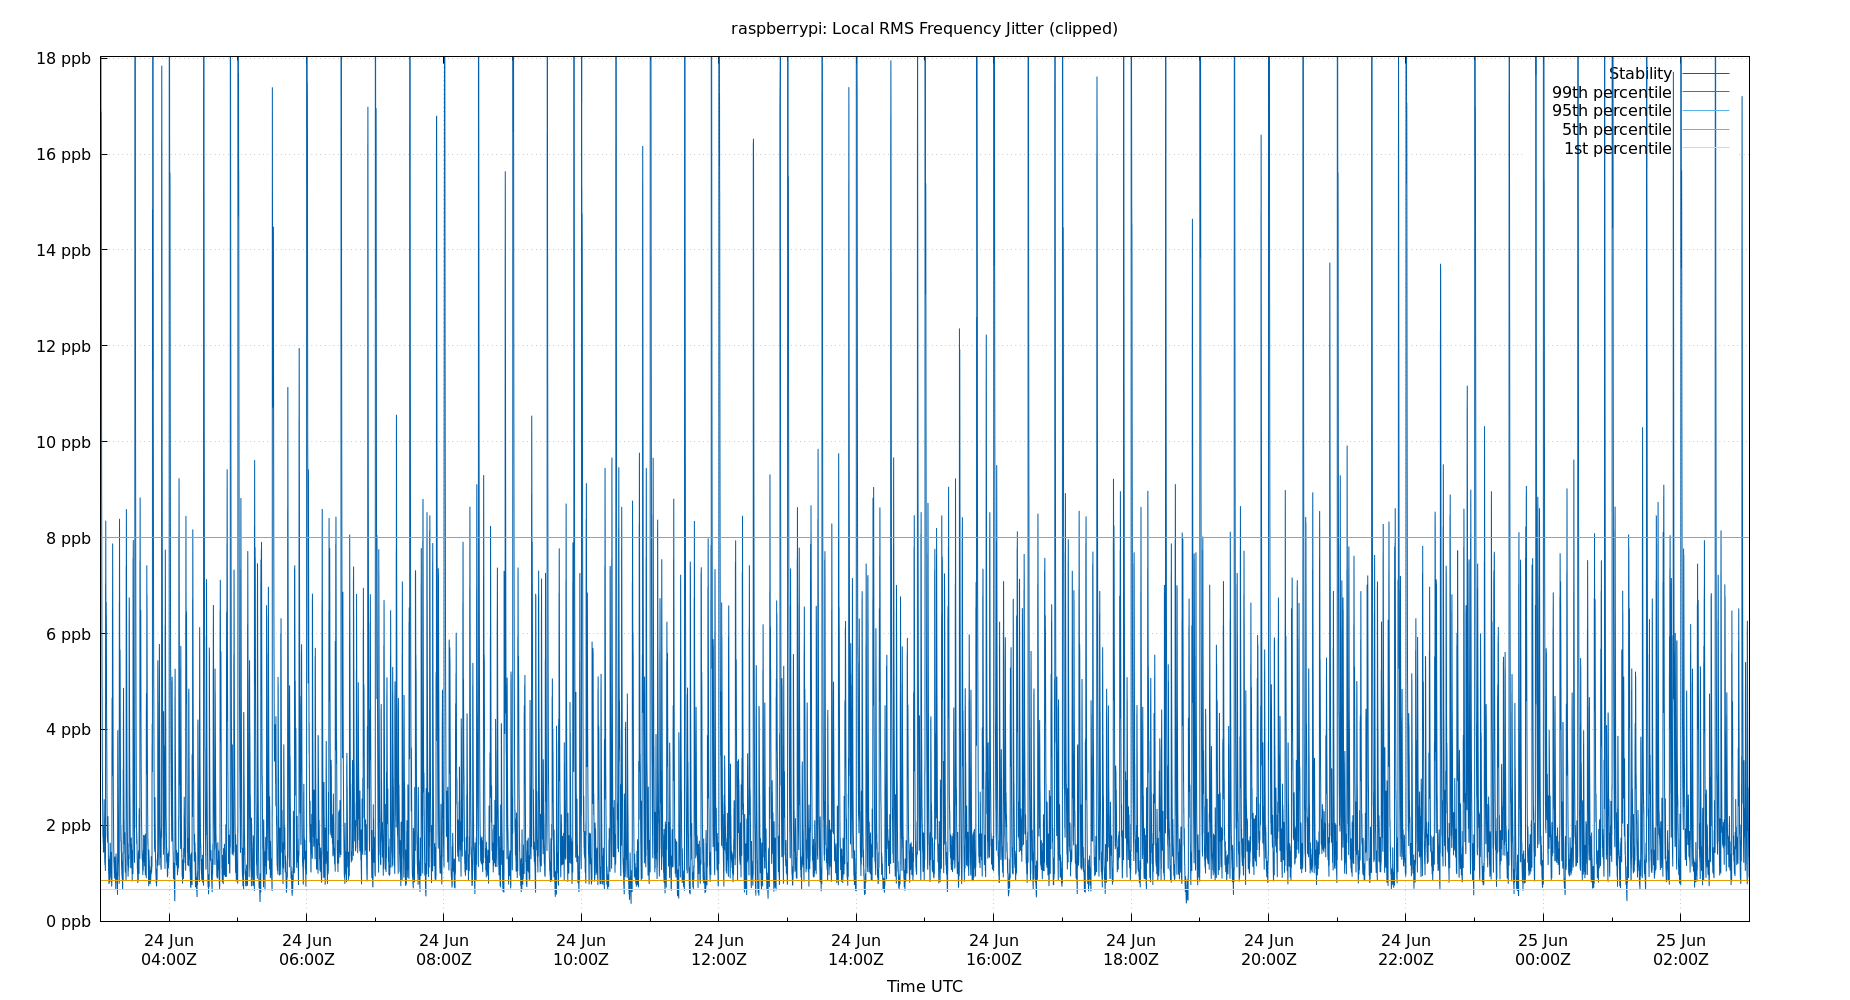 raspberrypi: Local RMS Frequency Jitter (clipped)
18 ppb
16 ppb
14 ppb
12 ppb
10 ppb
8 ppb
6 ppb
4 ppb
2 ppb
0 ppb
Stability
99th percentile
95th percentile
5th percentile
1st percentile
24 Jun 24 Jun 24 Jun 24 Jun 24 Jun 24 Jun 24 Jun 24 Jun 24 Jun 24 Jun 25 Jun 25 Jun
04:00Z 06:00Z 08:00Z 10:00Z 12:00Z 14:00Z 16:00Z 18:00Z 20:00Z 22:00Z 00:00Z 02:00Z
Time UTC